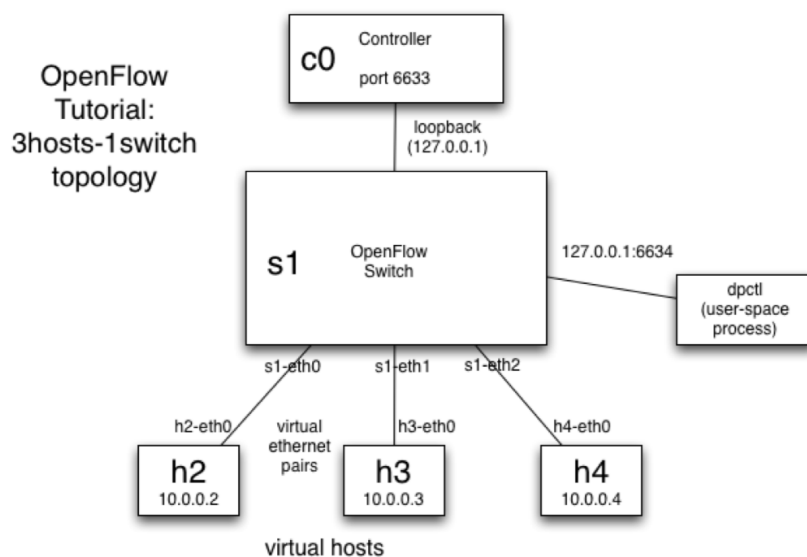 OpenFlow
Tutorial:
3hosts-1switch
topology
c0
Controller
port 6633
loopback
(127.0.0.1)
s1
OpenFlow
Switch
127.0.0.1:6634
dpctl
(user-space
process)
s1-eth0
s1-eth1
s1-eth2
h2-eth0
virtual
ethernet
pairs
h3-eth0
h4-eth0
h2
10.0.0.2
h3
10.0.0.3
h4
10.0.0.4
virtual hosts